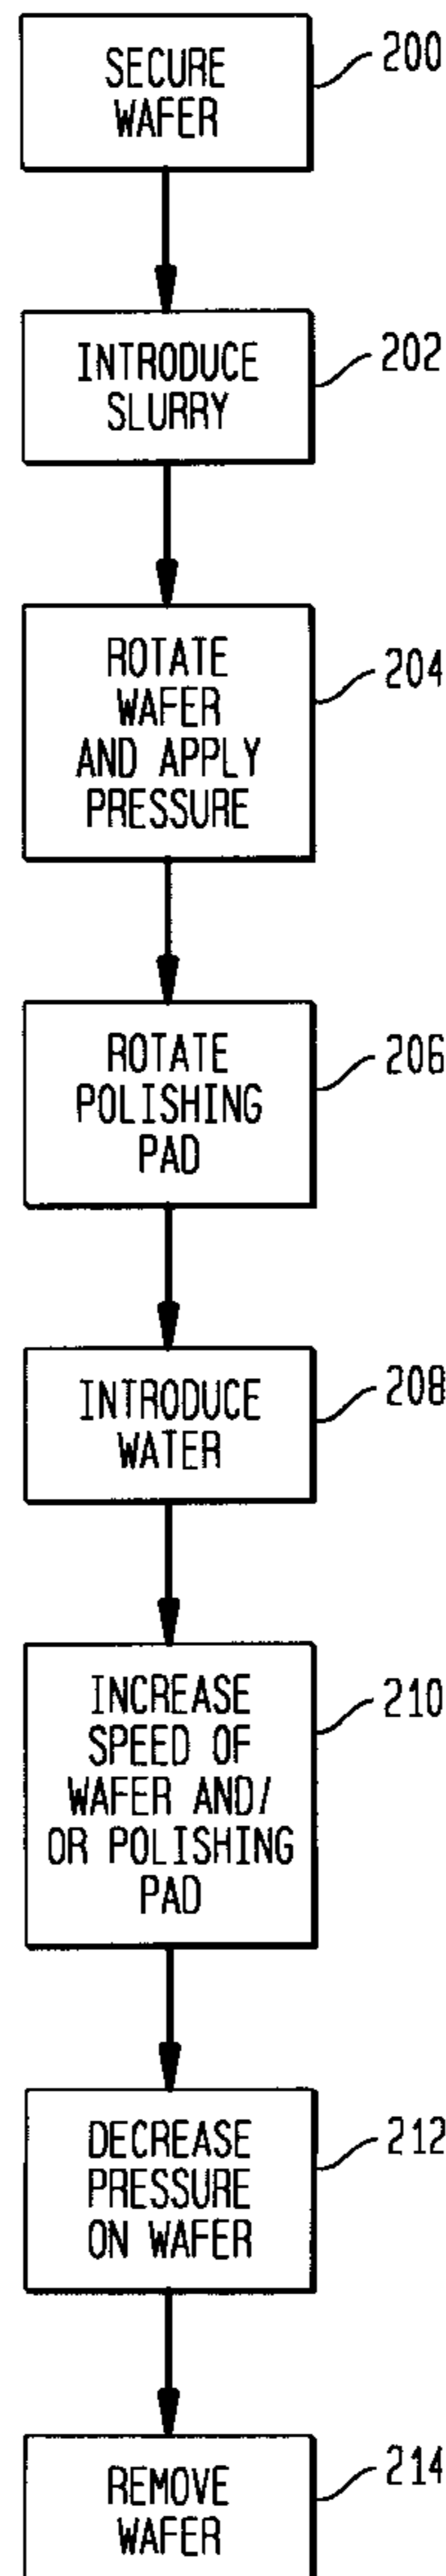 SECURE
WAFER
200
INTRODUCE
SLURRY
202
ROTATE
WAFER
AND APPLY
PRESSURE
204
ROTATE
POLISHING
PAD
206
INTRODUCE
WATER
208
INCREASE
SPEED OF
WAFER AND/
OR POLISHING
PAD
210
DECREASE
PRESSURE
ON WAFER
212
REMOVE
WAFER
214